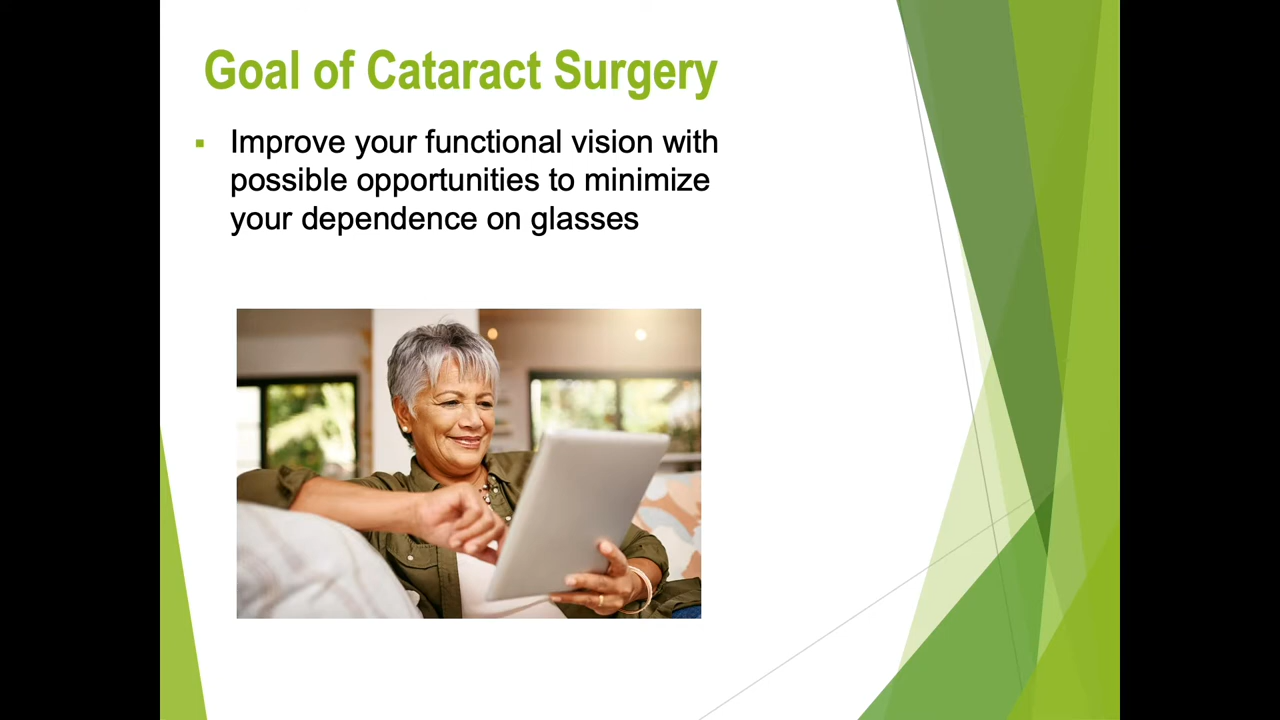 Goal of Cataract Surgery
▪ Improve your functional vision with
possible opportunities to minimize
your dependence on glasses